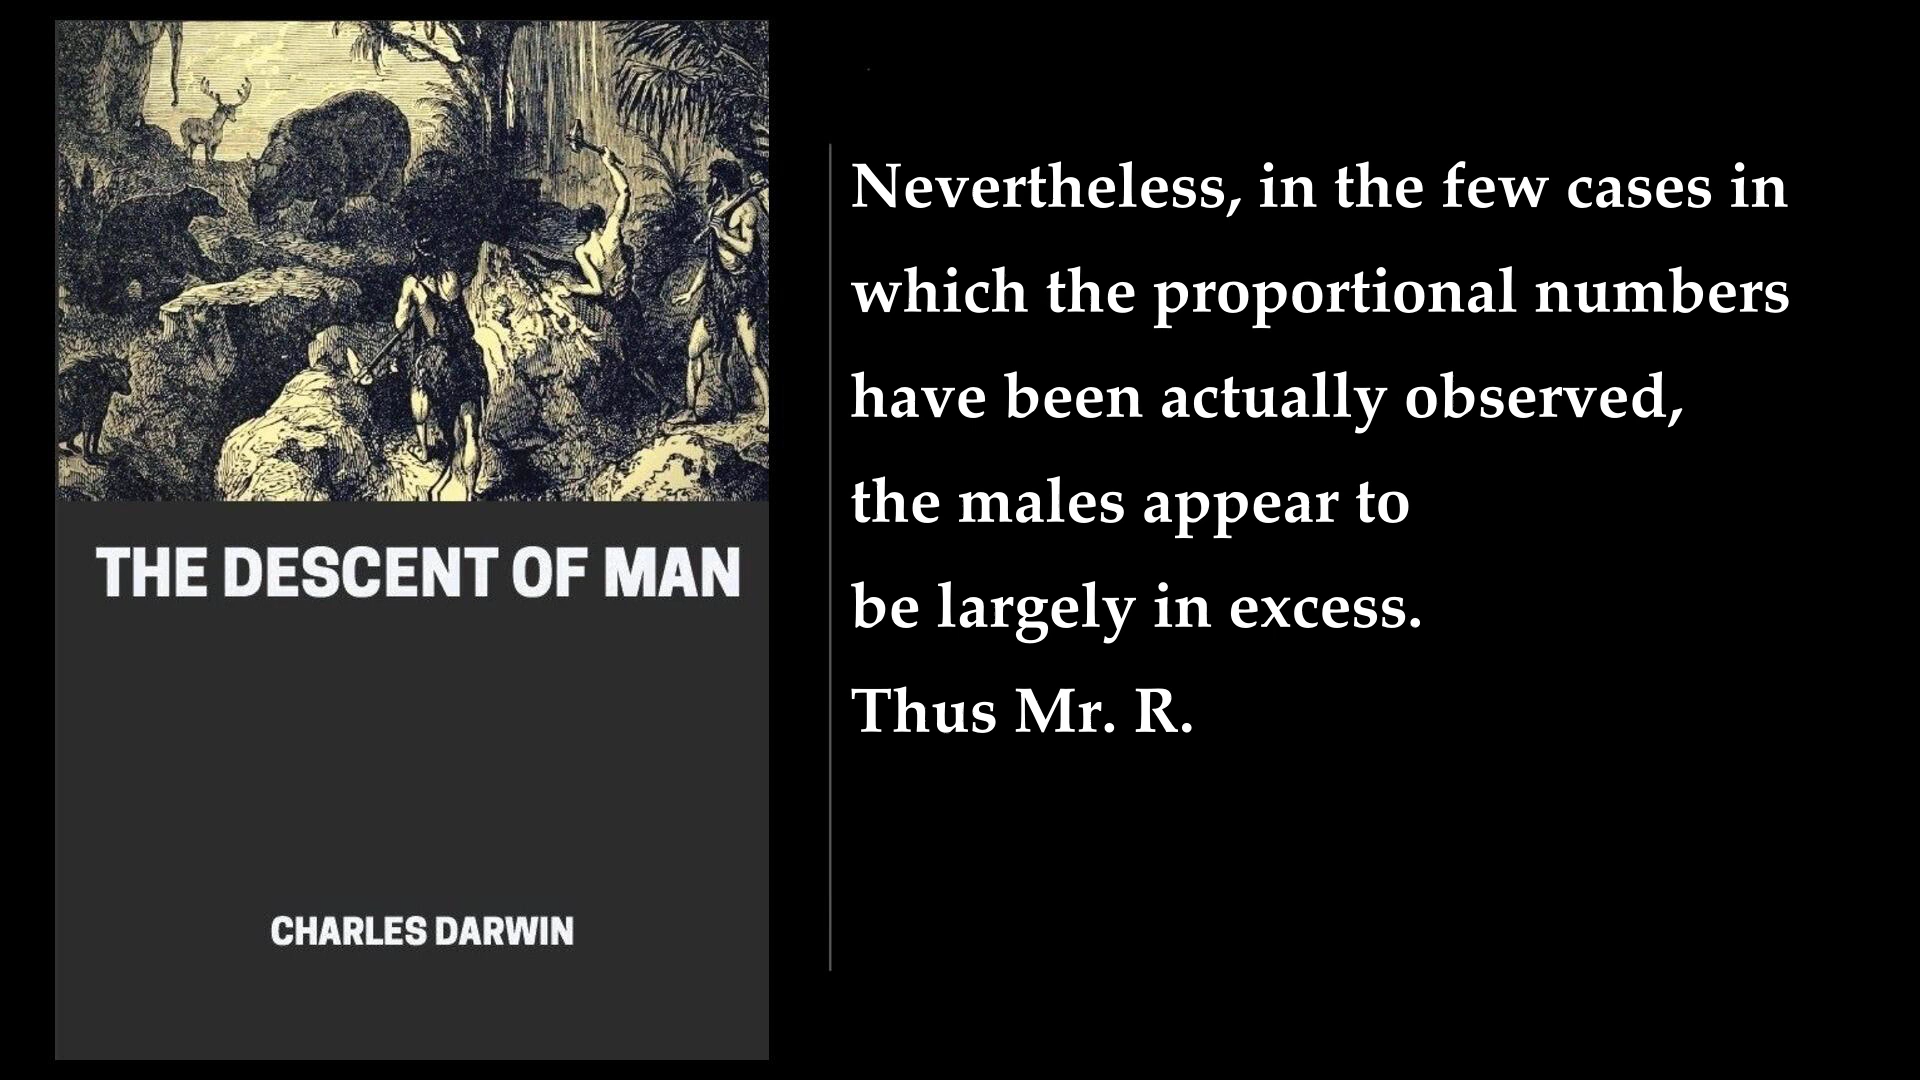 THE DESCENT OF MAN
CHARLES DARWIN
Nevertheless, in the few cases in
which the proportional numbers
have been actually observed,
the males appear to
be largely in excess.
Thus Mr. R.